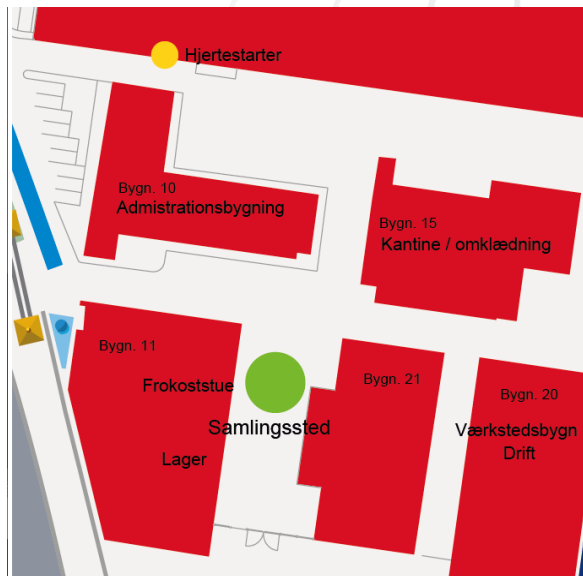 Hjertestarter
Bygn. 10
Admistrationsbygning
Bygn. 15
Kantine / omklædning
Bygn. 11
Frokoststue
Lager
Samlingssted
Bygn. 21
Bygn. 20
Værkstedsbygn
Drift